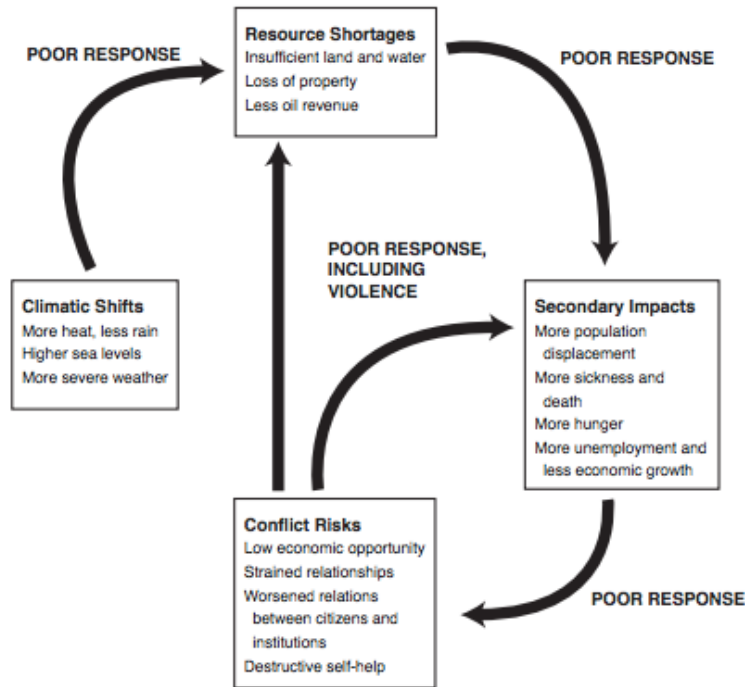 POOR RESPONSE
Resource Shortages
Insufficient land and water
Loss of property
Less oil revenue
POOR RESPONSE
POOR RESPONSE,
INCLUDING
VIOLENCE
Climatic Shifts
More heat, less rain
Higher sea levels
More severe weather
Secondary Impacts
More population
displacement
More sickness and
death
More hunger
More unemployment and
less economic growth
Conflict Risks
Low economic opportunity
Strained relationships
Worsened relations
between citizens and
institutions
Destructive self-help
POOR RESPONSE